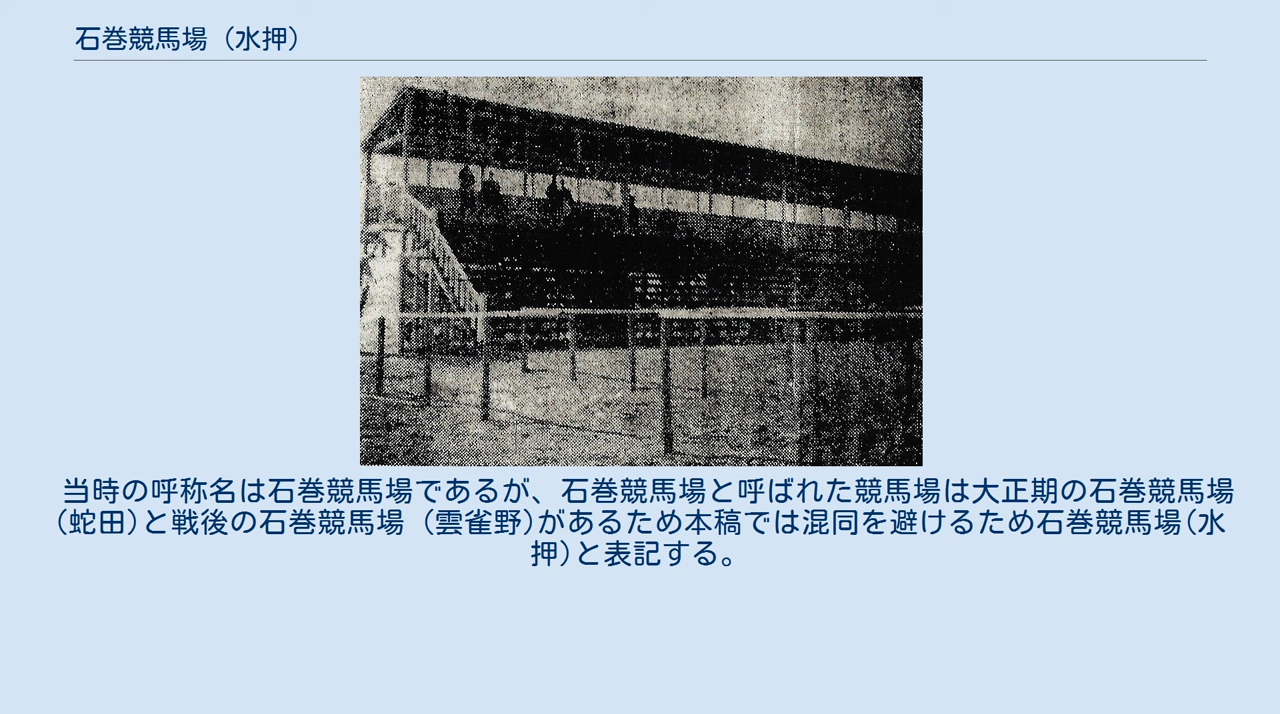 石巻競馬場（水押）
当時の呼称名は石巻競馬場であるが、石巻競馬場と呼ばれた競馬場は大正期の石巻競馬場
(蛇田)と戦後の石巻競馬場（雲雀野)があるため本稿では混同を避けるため石巻競馬場(水
押)と表記する。